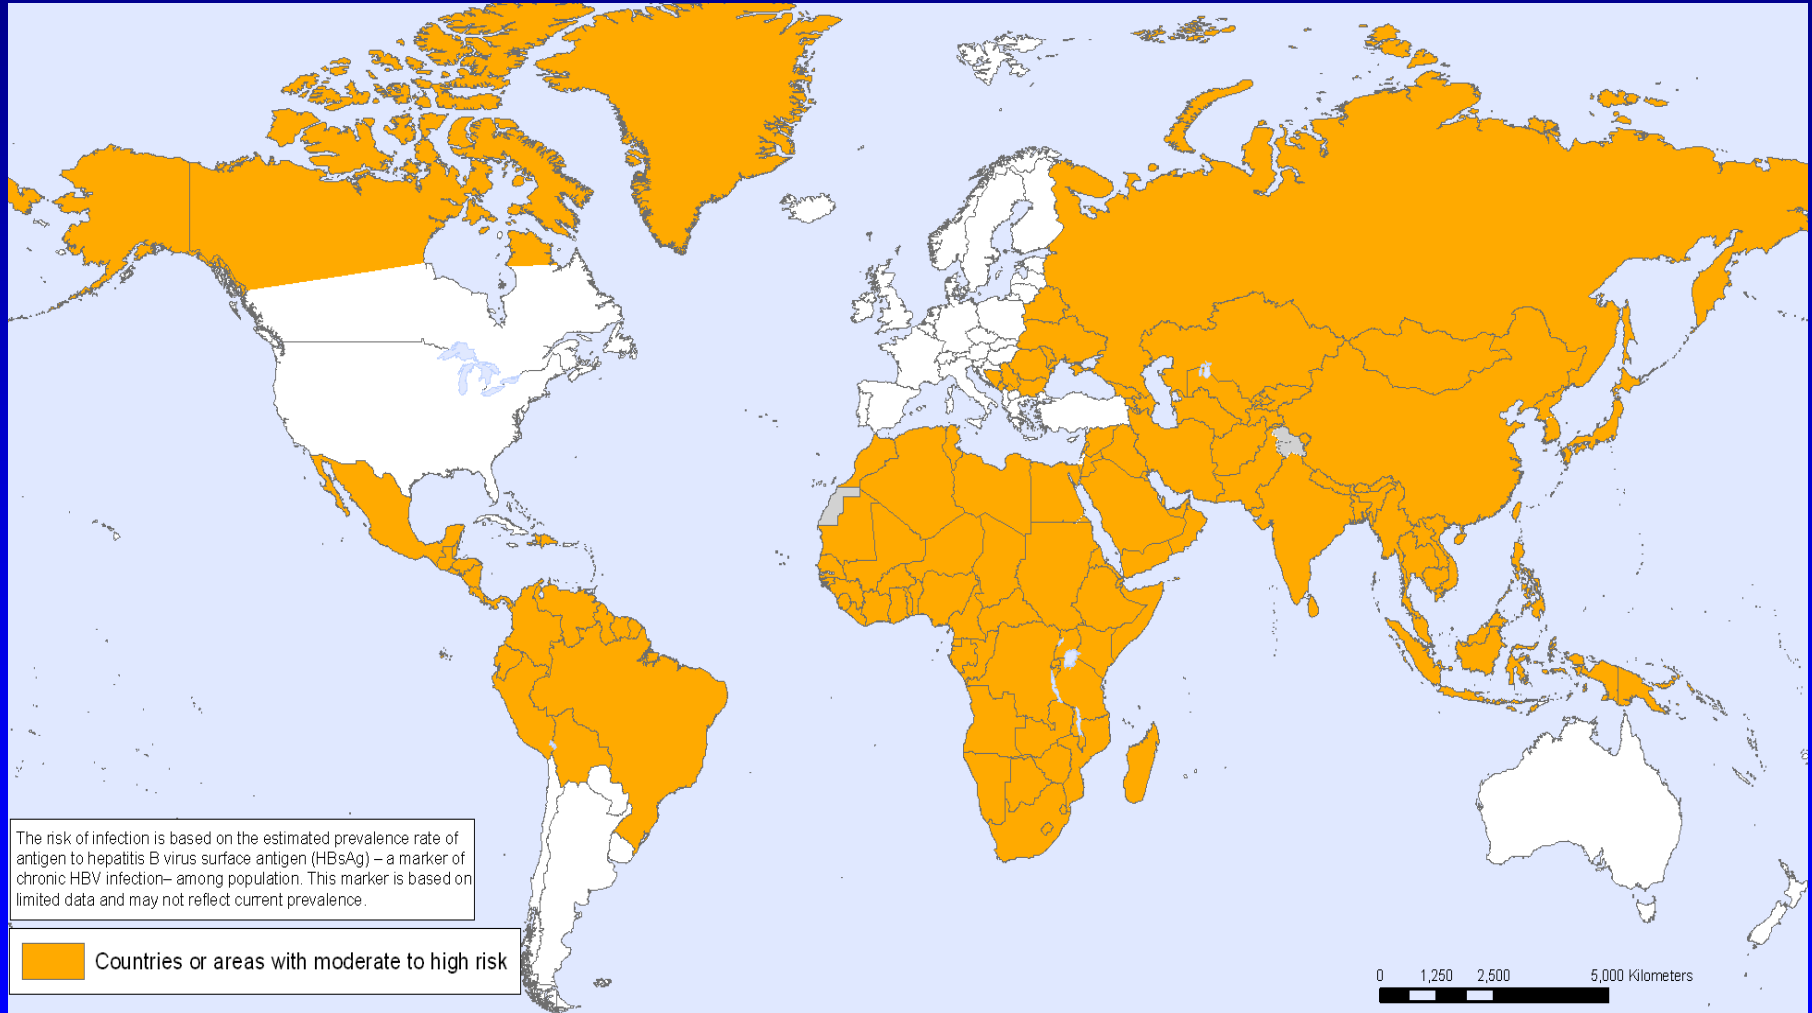 The risk of infection is based on the estimated prevalence rate of
antigen to hepatitis B virus surface antigen (HBsAg) – a marker of
chronic HBV infection– among population. This marker is based on
limited data and may not reflect current prevalence.
Countries or areas with moderate to high risk
0 1,250 2,500 5,000 Kilometers